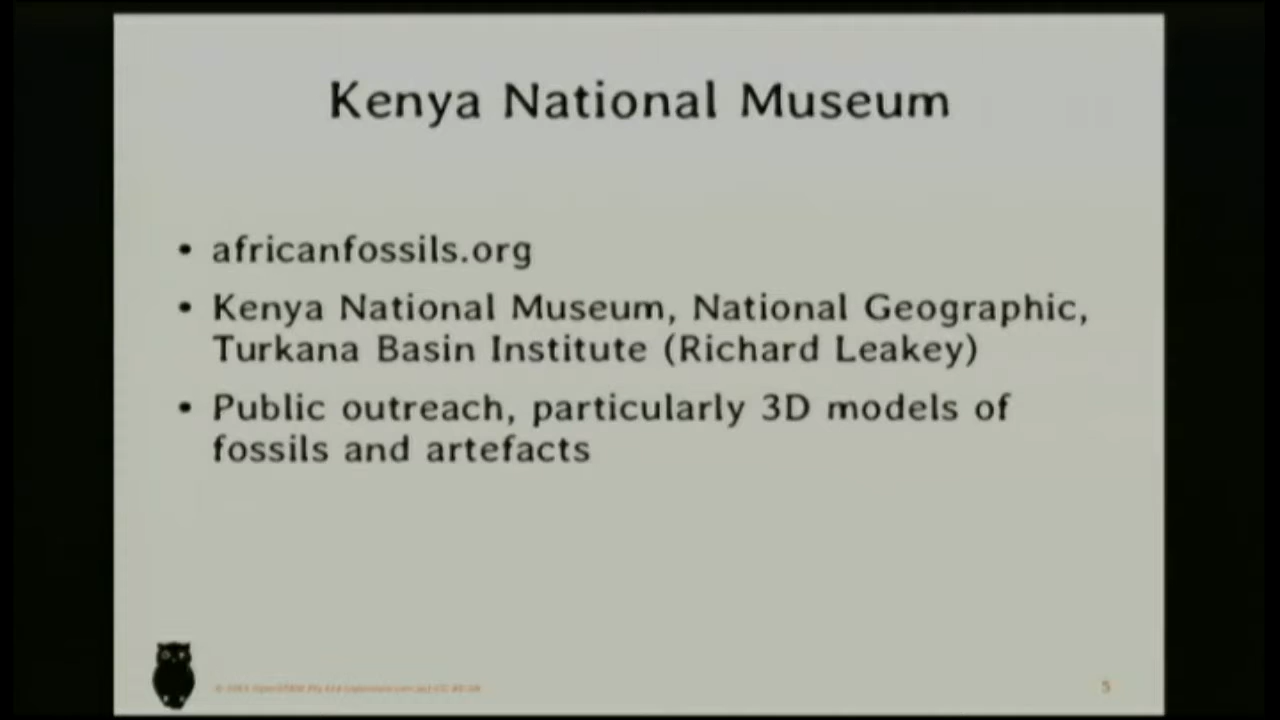 Kenya National Museum
• africanfossils.org
• Kenya National Museum, National Geographic,
Turkana Basin Institute (Richard Leakey)
• Public outreach, particularly 3D models of
fossils and artefacts
5